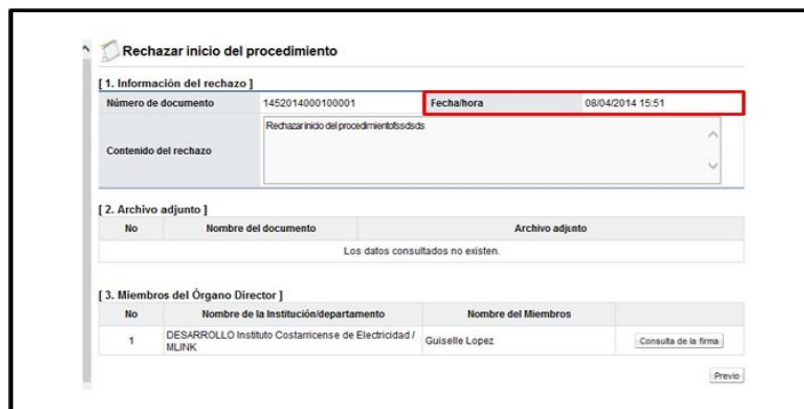 Rechazar inicio del procedimiento
[ 1. Información del rechazo ]
Número de documento 1452014000100001 Fecha/hora 08/04/2014 15:51
Contenido del rechazo Rechazar inicio del procedimientofssdsds
[ 2. Archivo adjunto ]
No Nombre del documento Archivo adjunto
Los datos consultados no existen.
[ 3. Miembros del Órgano Director ]
No Nombre de la Institución/departamento Nombre del Miembros
1 DESARROLLO Instituto Costarricense de Electricidad / Guiselle Lopez Consulta de la firma
MLINK
Previo